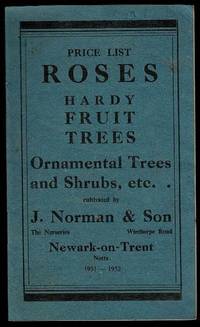 PRICE LIST
ROSES
HARDY
FRUIT
TREES
Ornamental Trees
and Shrubs, etc. .
cultivated by
J. Norman & Son
The Nurseries Winthorpe Road
Newark-on-Trent
Notts.
1951 — 1952